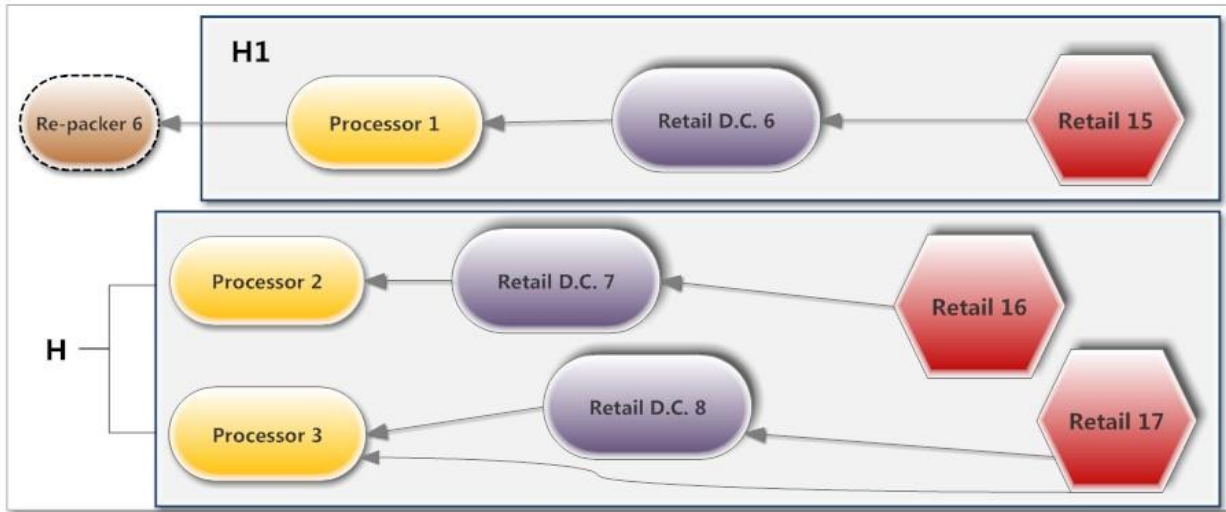 H1
Re-packer 6
Processor 1
Retail D.C. 6
Retail 15
H
Processor 2
Retail D.C. 7
Retail 16
Processor 3
Retail D.C. 8
Retail 17